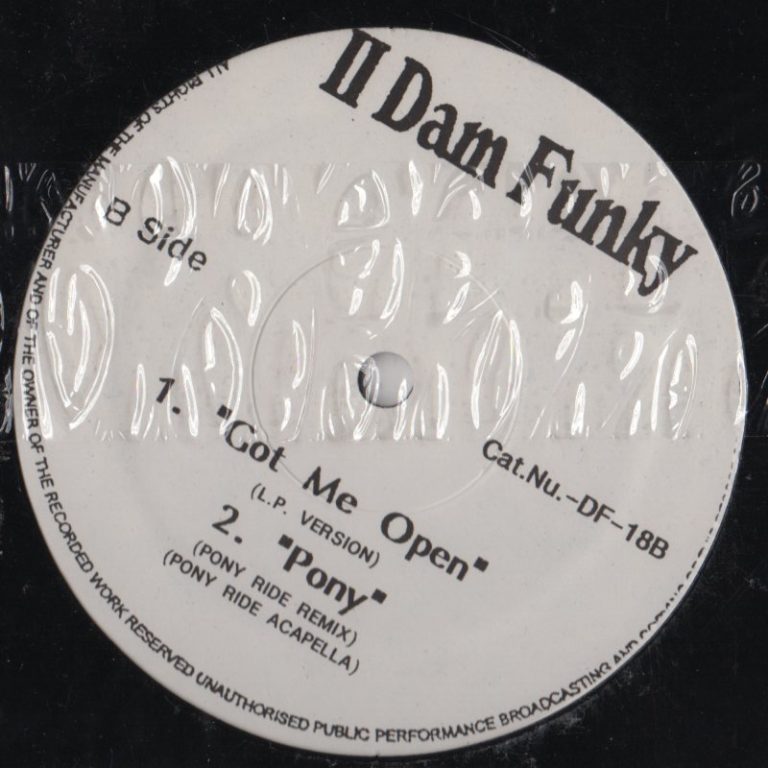 II Dam Funky
B Side
1. "Got Me Open"
(L.P. VERSION)
2. "Pony"
(PONY RIDE REMIX)
(PONY RIDE ACAPELLA)
Cat.Nu.-DF-18B
ALL RIGHTS OF THE MANUFACTURER AND OF THE OWNER OF THE RECORDED WORK RESERVED UNAUTHORISED PUBLIC PERFORMANCE BROADCASTING AND